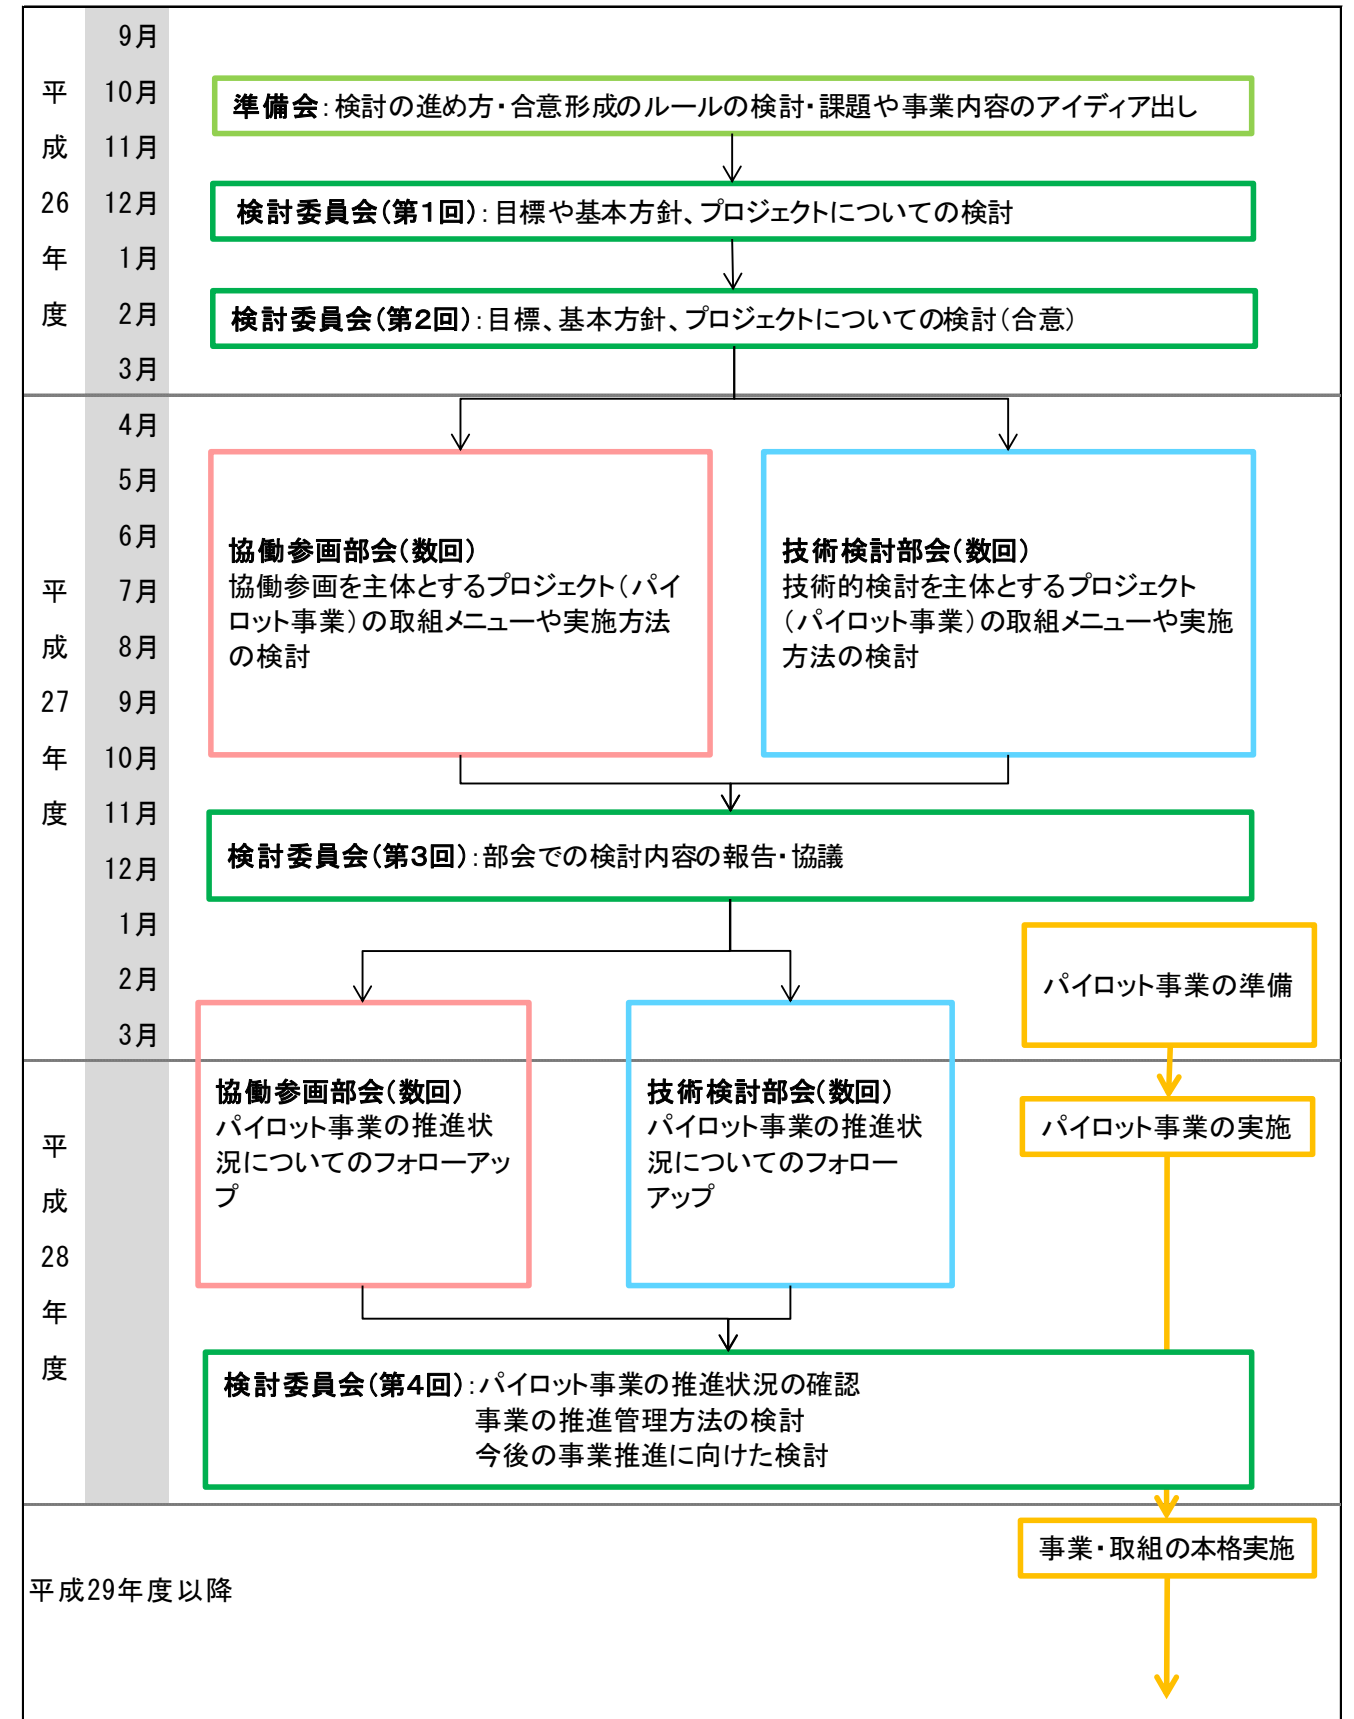 平成26年度
9月
10月
11月
12月
1月
2月
3月
準備会：検討の進め方・合意形成のルールの検討・課題や事業内容のアイディア出し
検討委員会（第1回）：目標や基本方針、プロジェクトについての検討
検討委員会（第2回）：目標、基本方針、プロジェクトについての検討（合意）
平成27年度
4月
5月
6月
7月
8月
9月
10月
11月
12月
1月
2月
3月
協働参画部会（数回）
協働参画を主体とするプロジェクト（パイ
ロット事業）の取組メニューや実施方法
の検討
技術検討部会（数回）
技術的検討を主体とするプロジェクト
（パイロット事業）の取組メニューや実施
方法の検討
検討委員会（第3回）：部会での検討内容の報告・協議
パイロット事業の準備
平成28年度
協働参画部会（数回）
パイロット事業の推進状
況についてのフォローアッ
プ
技術検討部会（数回）
パイロット事業の推進状
況についてのフォロー
アップ
パイロット事業の実施
検討委員会（第4回）：パイロット事業の推進状況の確認
事業の推進管理方法の検討
今後の事業推進に向けた検討
事業・取組の本格実施
平成29年度以降